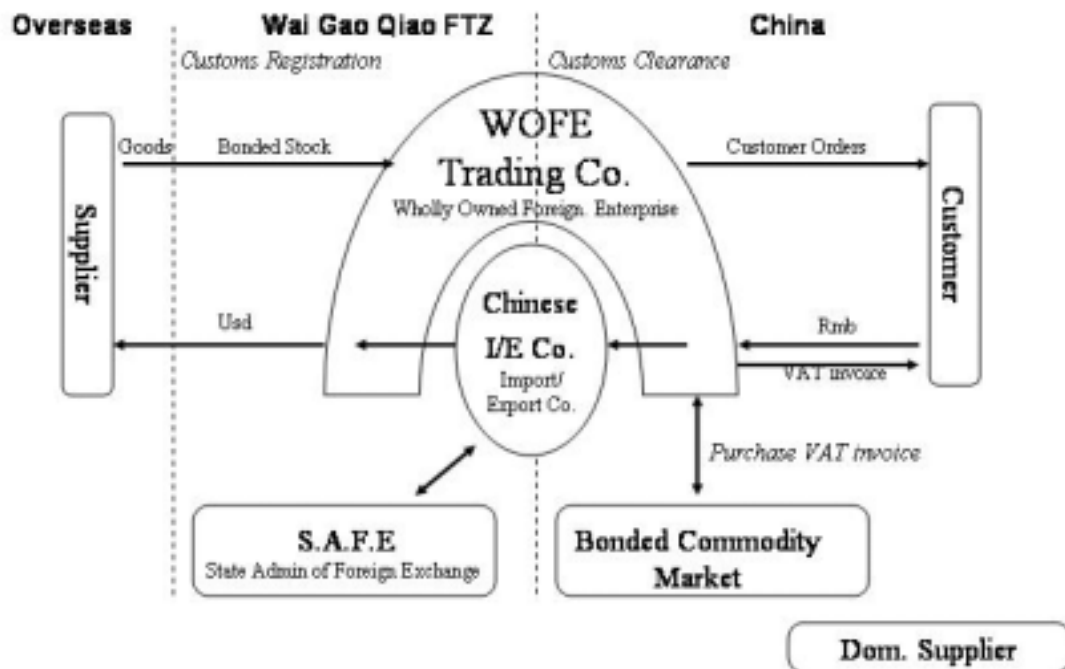 Overseas
Wai Gao Qiao FTZ
China
Customs Registration
Customs Clearance
WOFE
Trading Co.
Wholly Owned Foreign. Enterprise
Goods
Bonded Stock
Customer Orders
Supplier
Customer
Chinese
I/E Co.
Import/
Export Co.
Usd
Rmb
VAT invoice
Purchase VAT invoice
S.A.F.E
State Admin of Foreign Exchange
Bonded Commodity
Market
Dom. Supplier